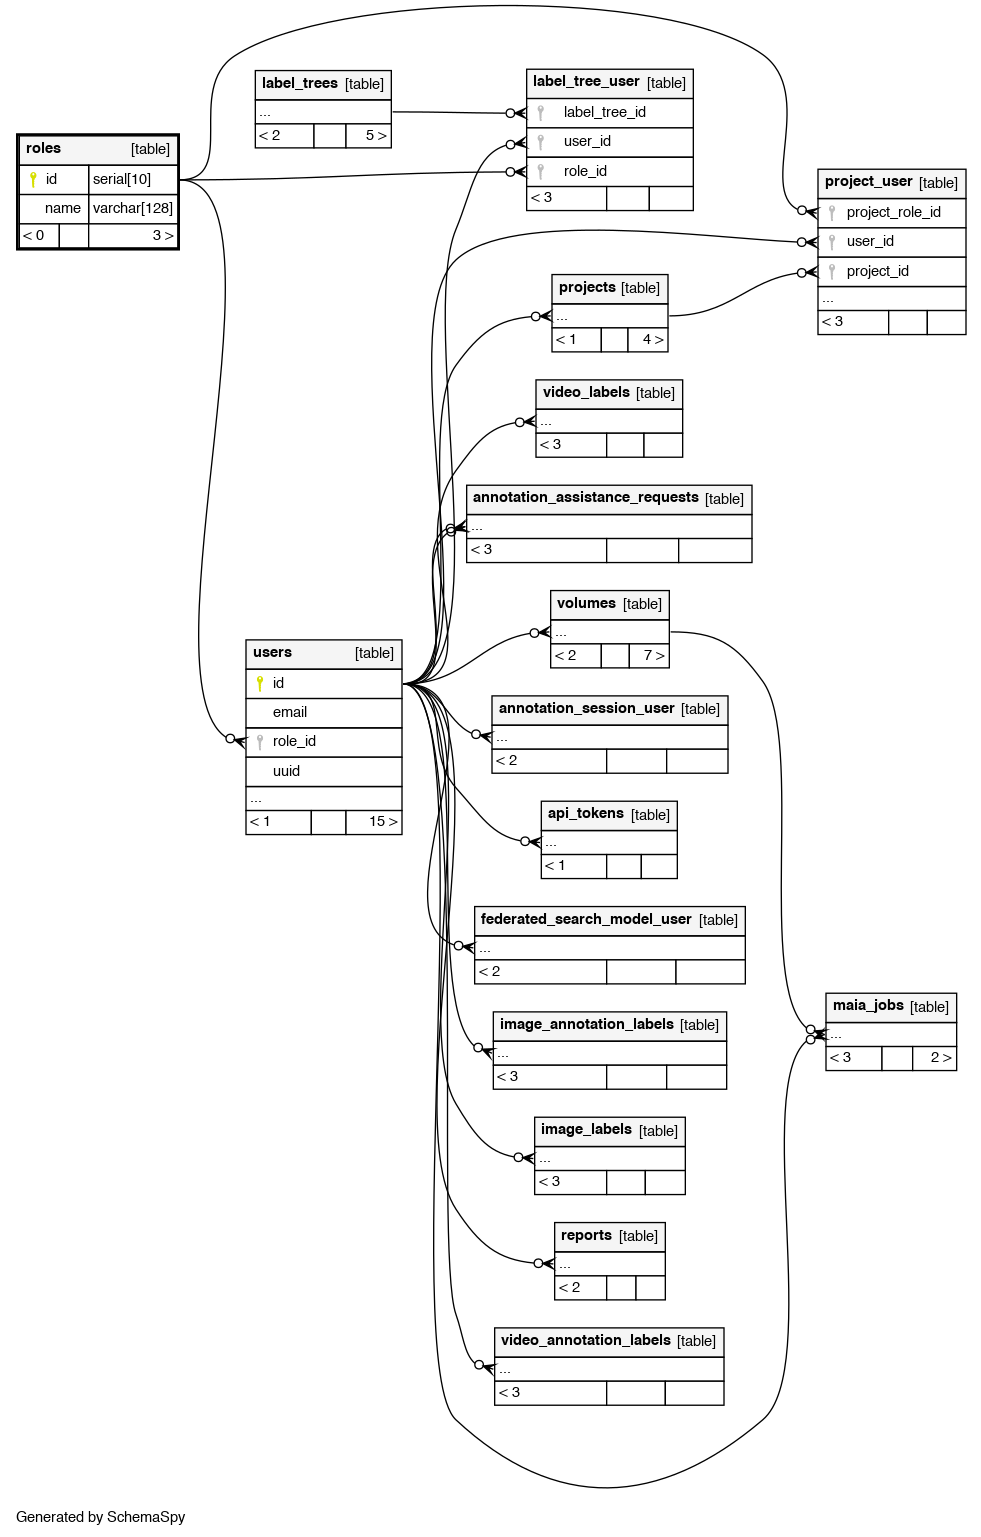 roles [table]
id serial[10]
name varchar[128]
< 0 3 >
label_trees [table]
...
< 2 5 >
label_tree_user [table]
label_tree_id
user_id
role_id
< 3
project_user [table]
project_role_id
user_id
project_id
...
< 3
projects [table]
...
< 1 4 >
video_labels [table]
...
< 3
annotation_assistance_requests [table]
...
< 3
volumes [table]
...
< 2 7 >
users [table]
id
email
role_id
uuid
...
< 1 15 >
annotation_session_user [table]
...
< 2
api_tokens [table]
...
< 1
federated_search_model_user [table]
...
< 2
image_annotation_labels [table]
...
< 3
maia_jobs [table]
...
< 3 2 >
image_labels [table]
...
< 3
reports [table]
...
< 2
video_annotation_labels [table]
...
< 3
Generated by SchemaSpy